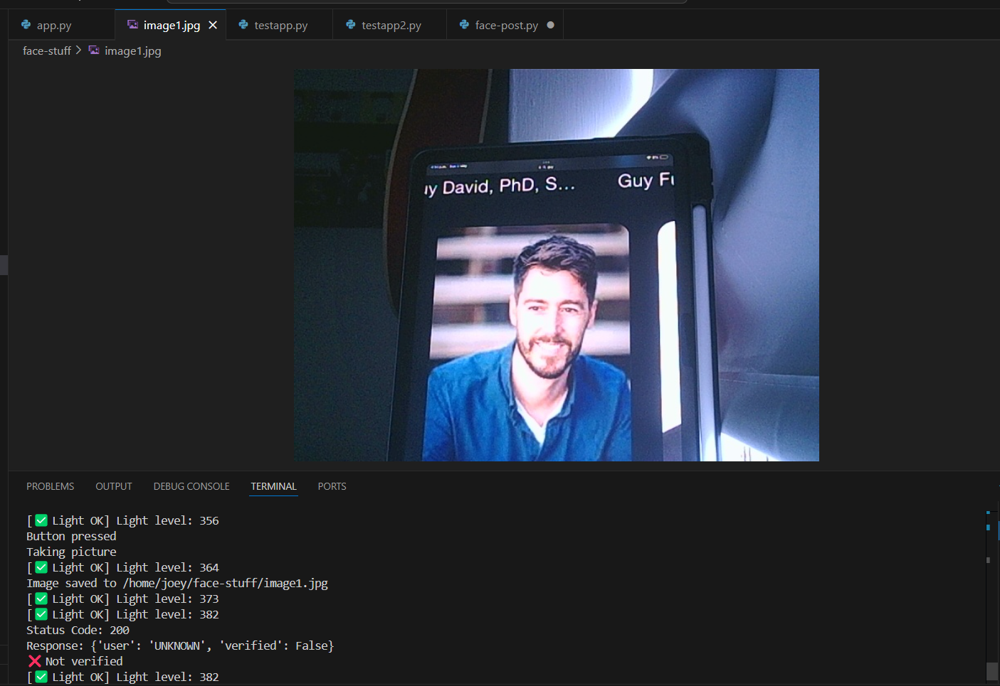 app.py
image1.jpg
testapp.py
testapp2.py
face-post.py
face-stuff > image1.jpg
uy David, PhD, S...
Guy Fu
PROBLEMS OUTPUT DEBUG CONSOLE TERMINAL PORTS
[✅ Light OK] Light level: 356
Button pressed
Taking picture
[✅ Light OK] Light level: 364
Image saved to /home/joey/face-stuff/image1.jpg
[✅ Light OK] Light level: 373
[✅ Light OK] Light level: 382
Status Code: 200
Response: {'user': 'UNKNOWN', 'verified': False}
❌ Not verified
[✅ Light OK] Light level: 382